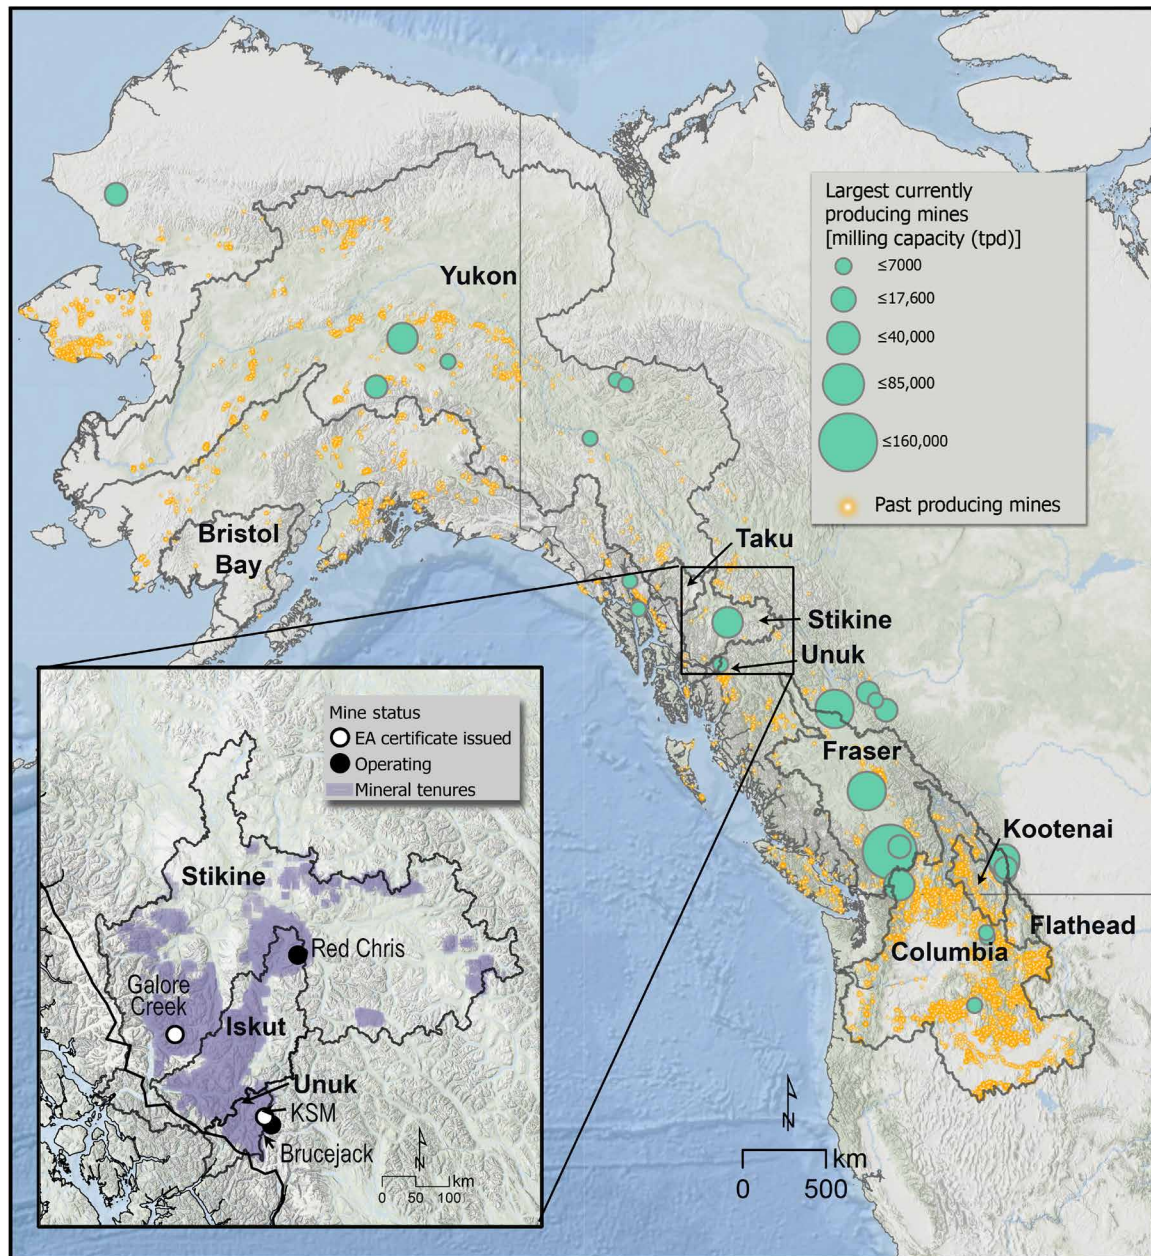 Largest currently
producing mines
[milling capacity (tpd)]
≤7000
≤17,600
≤40,000
≤85,000
≤160,000
Past producing mines
Yukon
Bristol
Bay
Taku
Stikine
Unuk
Fraser
Kootenai
Flathead
Columbia
N
km
0 500
Mine status
EA certificate issued
Operating
Mineral tenures
Stikine
Red Chris
Galore
Creek
Iskut
Unuk
KSM
Brucejack
N
km
0 50 100